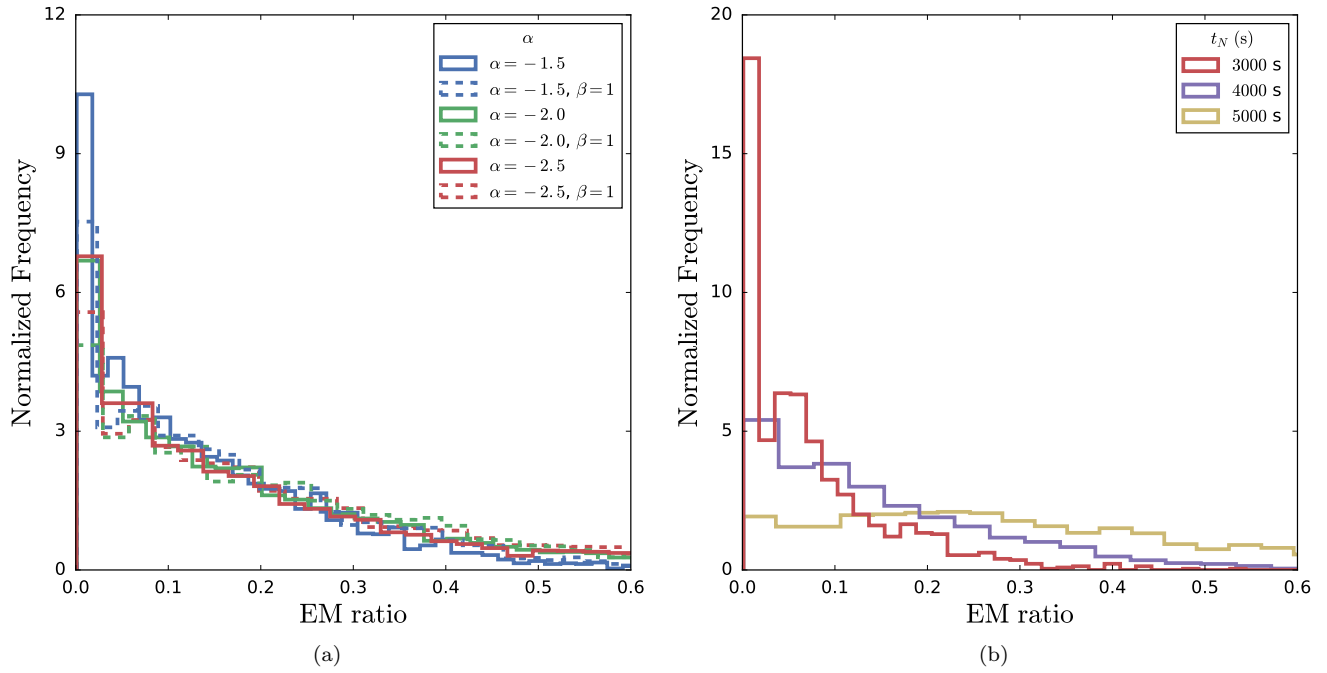 12
9
6
3
0
0.0 0.1 0.2 0.3 0.4 0.5 0.6
Normalized Frequency
EM ratio
α
α = −1.5
α = −1.5, β = 1
α = −2.0
α = −2.0, β = 1
α = −2.5
α = −2.5, β = 1
(a)
20
15
10
5
0
0.0 0.1 0.2 0.3 0.4 0.5 0.6
Normalized Frequency
EM ratio
t_N (s)
3000 s
4000 s
5000 s
(b)